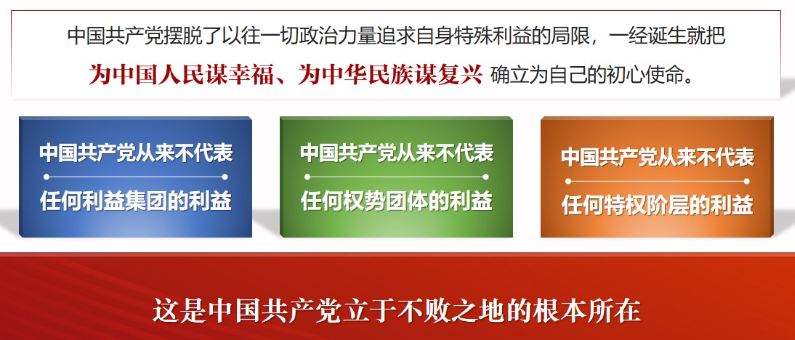 中国共产党摆脱了以往一切政治力量追求自身特殊利益的局限，一经诞生就把
为中国人民谋幸福、为中华民族谋复兴 确立为自己的初心使命。
中国共产党从来不代表
任何利益集团的利益
中国共产党从来不代表
任何权势团体的利益
中国共产党从来不代表
任何特权阶层的利益
这是中国共产党立于不败之地的根本所在